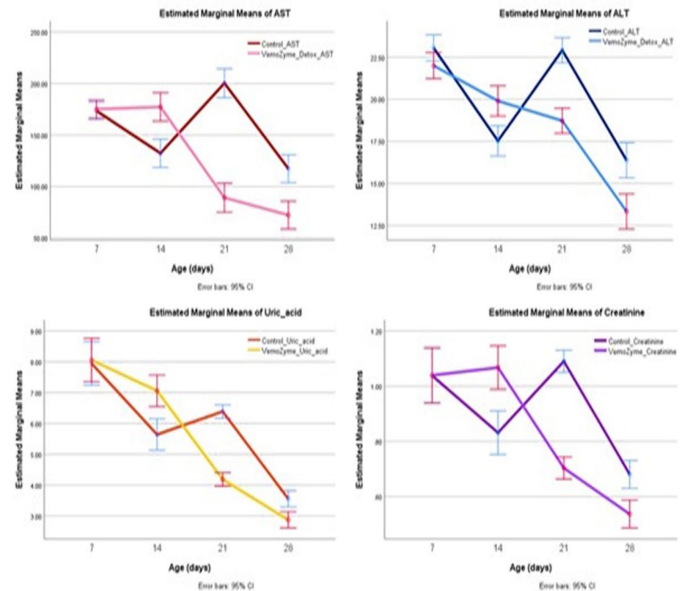 Estimated Marginal Means of AST
250.00
200.00
150.00
100.00
50.00
Estimated Marginal Means
Control_AST
VemoZyme_Detox_AST
7 14 21 28
Age (days)
Error bars: 95% CI
Estimated Marginal Means of ALT
22.50
20.00
17.50
15.00
12.50
Estimated Marginal Means
Control_ALT
VemoZyme_Detox_ALT
7 14 21 28
Age (days)
Error bars: 95% CI
Estimated Marginal Means of Uric_acid
9.00
8.00
7.00
6.00
5.00
4.00
3.00
Estimated Marginal Means
Control_Uric_acid
VemoZyme_Uric_acid
7 14 21 28
Age (days)
Error bars: 95% CI
Estimated Marginal Means of Creatinine
1.20
1.00
.80
.60
Estimated Marginal Means
Control_Creatinine
VemoZyme_Creatinine
7 14 21 28
Age (days)
Error bars: 95% CI